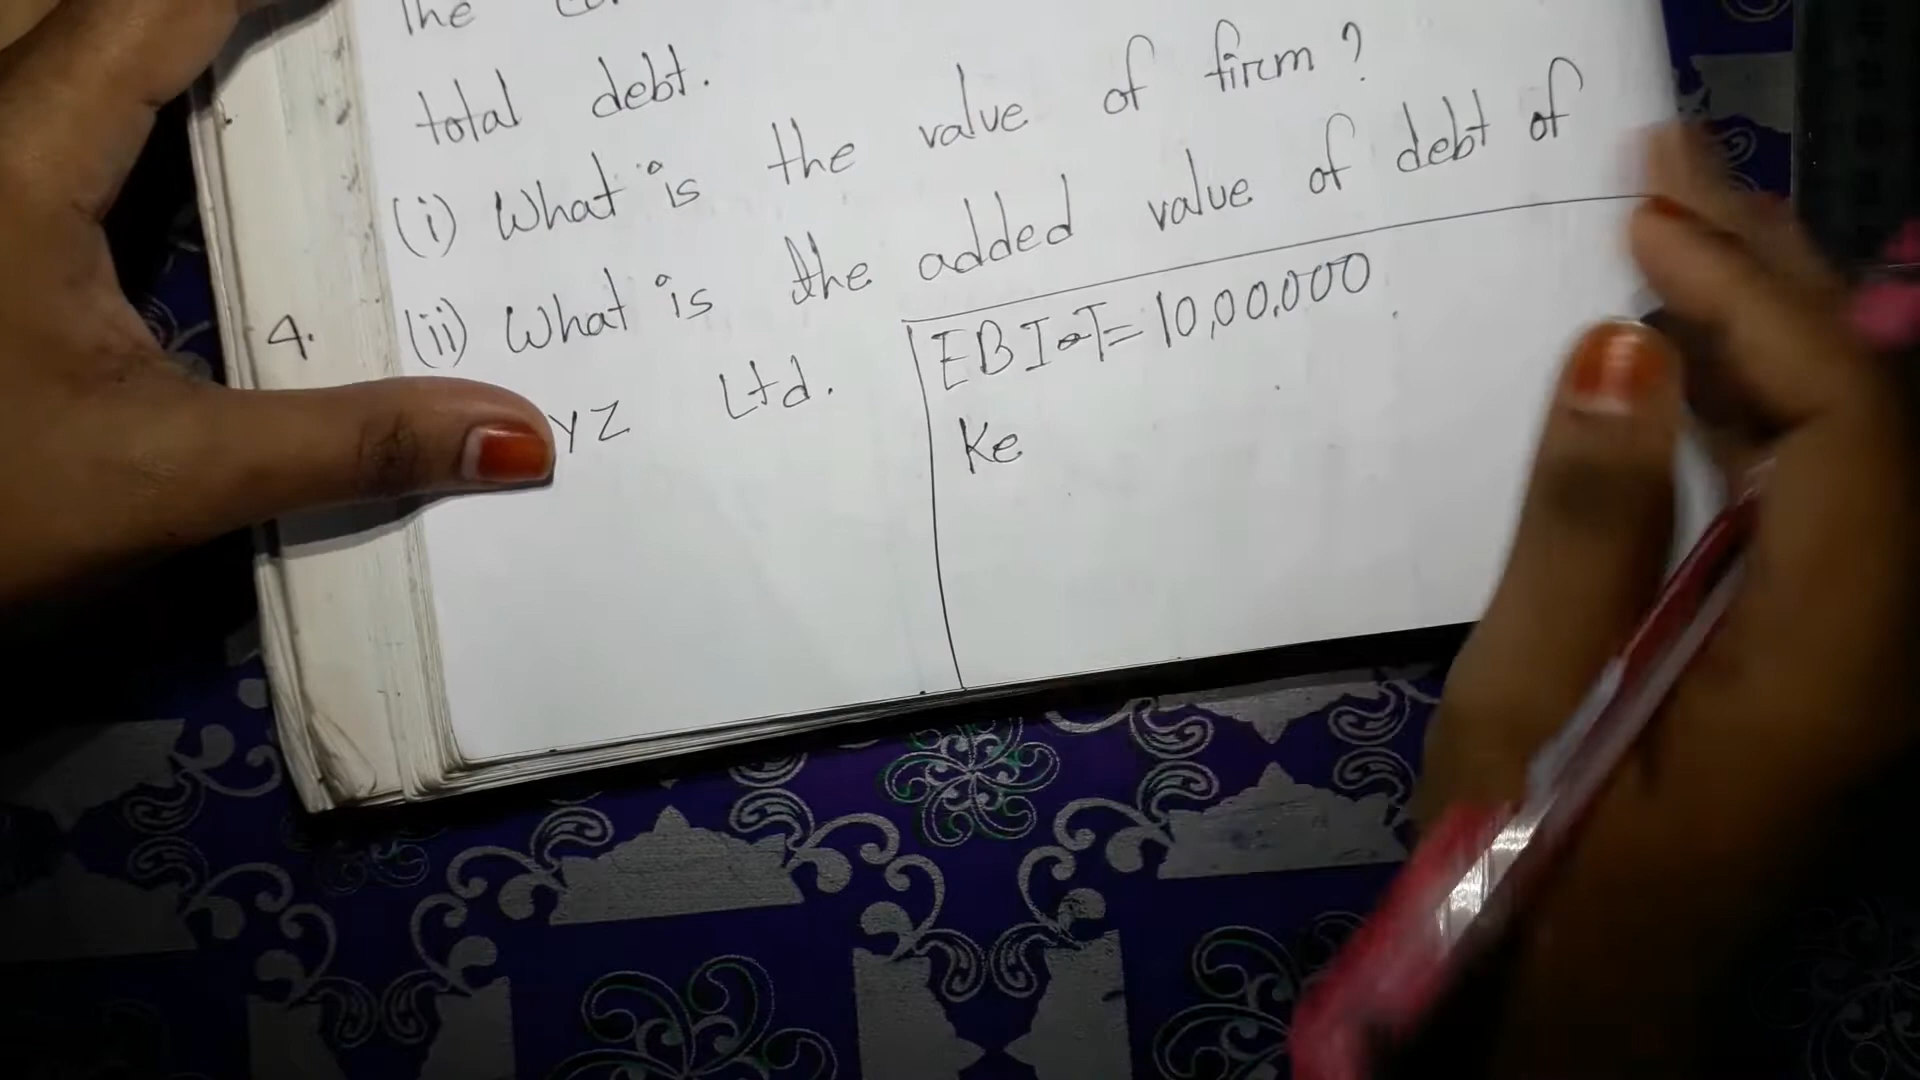 The
total debt.
(i) What is the value of firm?
4. (ii) What is the added value of debt of
YZ Ltd.
EBIT=10,00,000
Ke